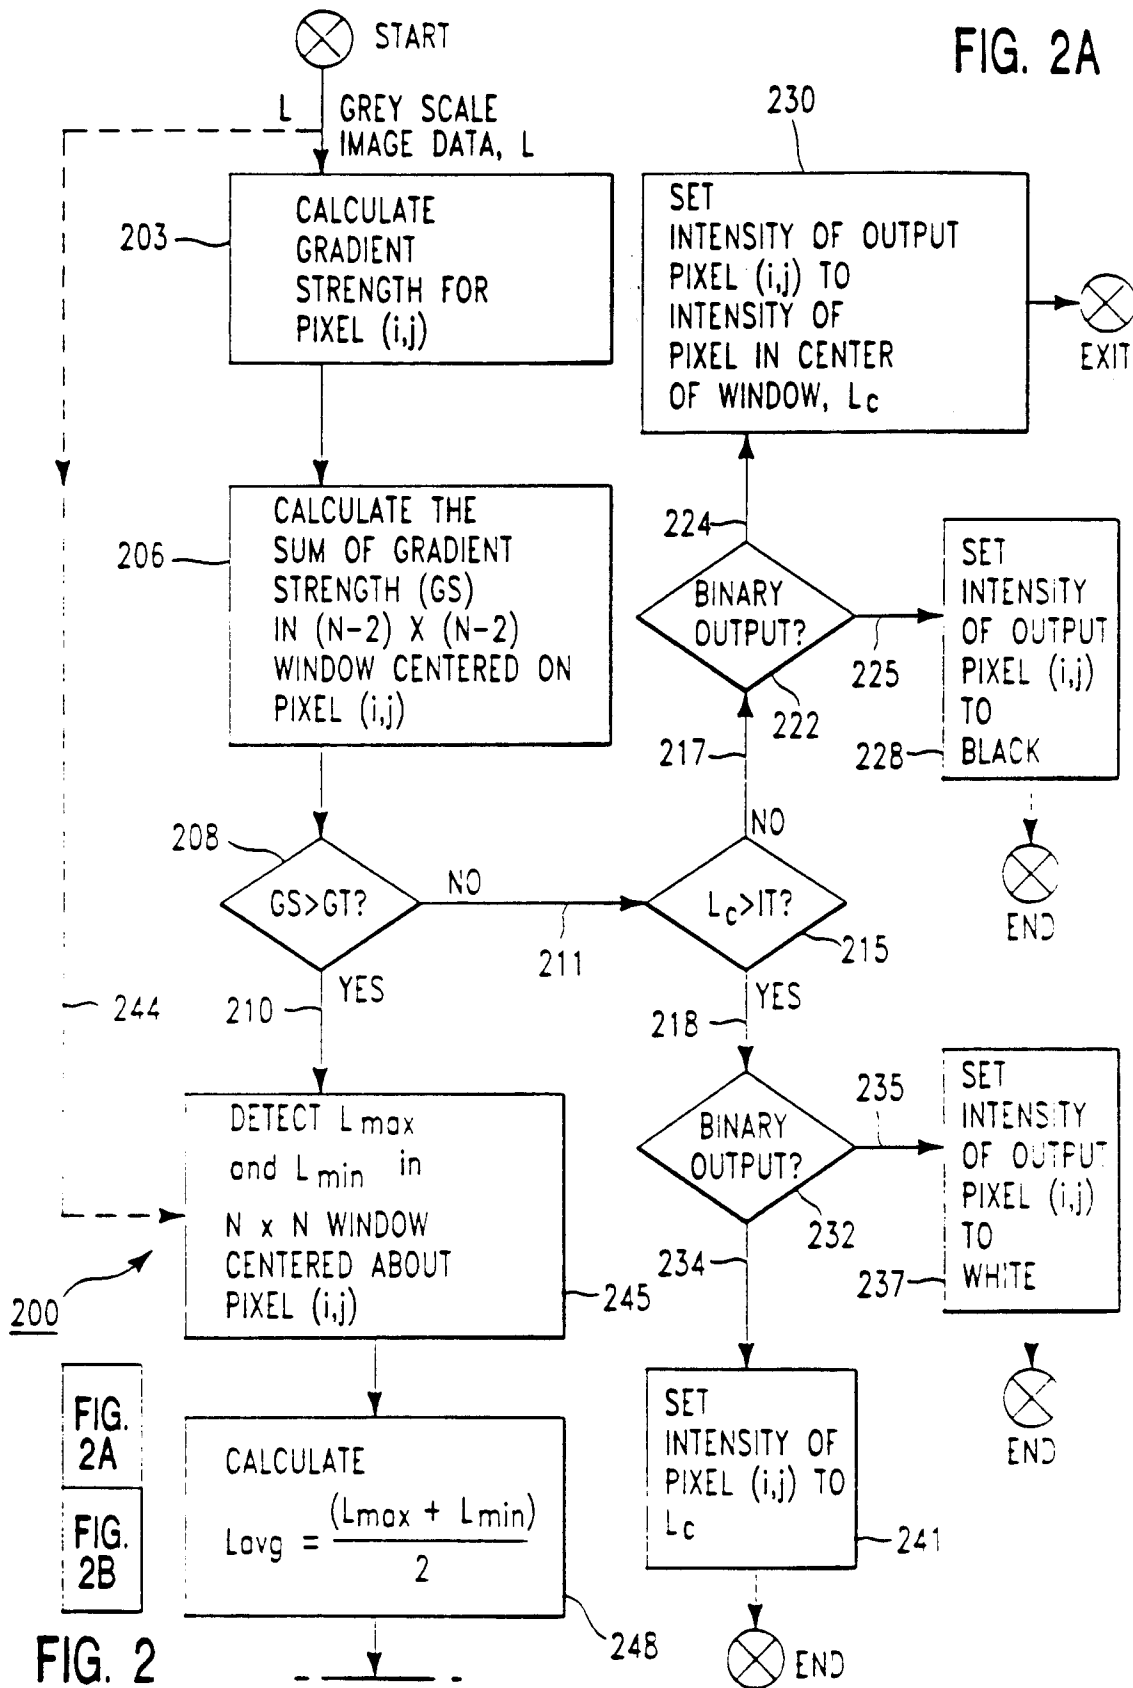 START
FIG. 2A
L
GREY SCALE
IMAGE DATA, L
203
CALCULATE
GRADIENT
STRENGTH FOR
PIXEL (i,j)
230
SET
INTENSITY OF OUTPUT
PIXEL (i,j) TO
INTENSITY OF
PIXEL IN CENTER
OF WINDOW, Lc
EXIT
206
CALCULATE THE
SUM OF GRADIENT
STRENGTH (GS)
IN (N-2) X (N-2)
WINDOW CENTERED ON
PIXEL (i,j)
224
BINARY
OUTPUT?
222
225
SET
INTENSITY
OF OUTPUT
PIXEL (i,j)
TO
BLACK
228
END
217
NO
208
GS>GT?
NO
211
Lc>IT?
215
YES
210
YES
218
244
DETECT Lmax
and Lmin in
N x N WINDOW
CENTERED ABOUT
PIXEL (i,j)
245
200
BINARY
OUTPUT?
232
235
SET
INTENSITY
OF OUTPUT
PIXEL (i,j)
TO
WHITE
237
END
234
SET
INTENSITY OF
PIXEL (i,j) TO
Lc
241
END
CALCULATE
Lavg = (Lmax + Lmin)
2
248
FIG.
2A
FIG.
2B
FIG. 2